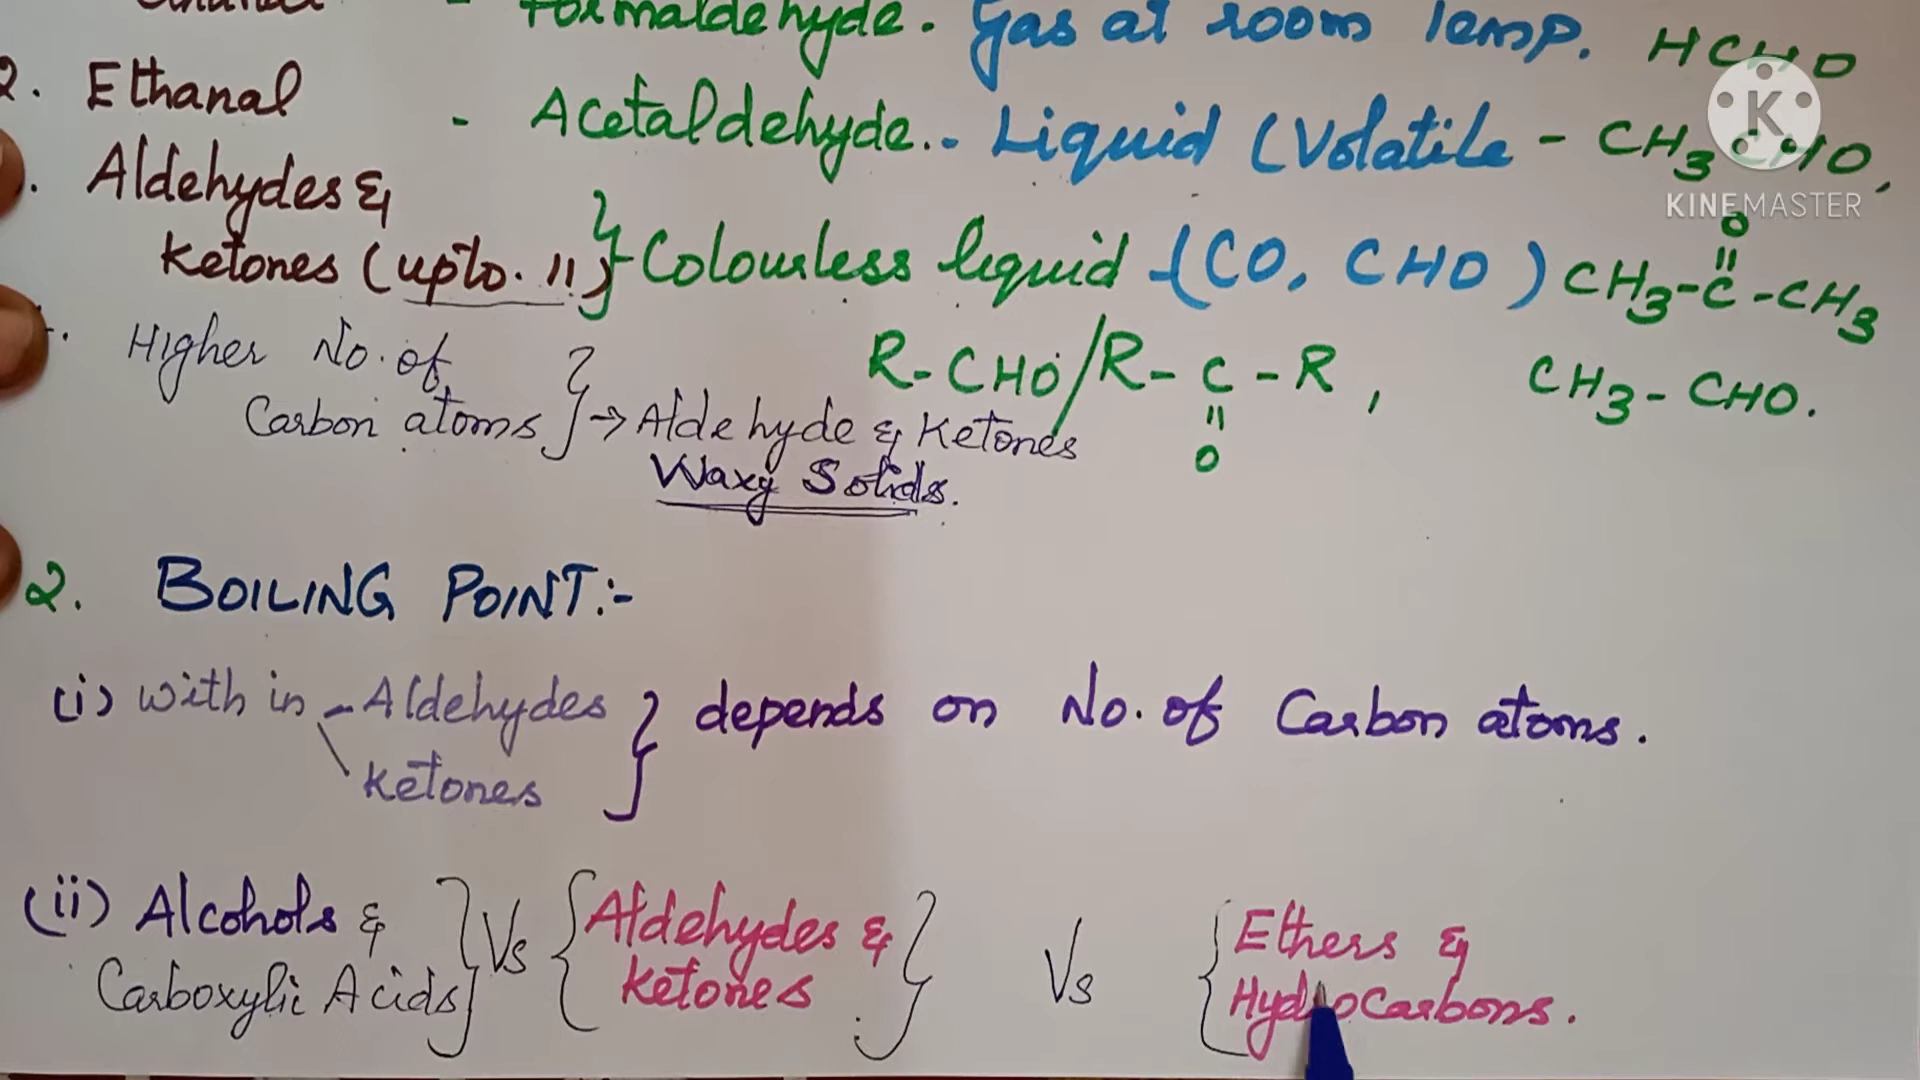 - Formaldehyde. Gas at room Temp. HCHO
2. Ethanal - Acetaldehyde.. Liquid (Volatile - CH3CHO,
. Aldehydes &
Ketones (upto. 11) } Colourless liquid -(CO, CHO) CH3-C-CH3
O
||
. Higher No. of
Carbon atoms } → Aldehyde & Ketones
Waxy Solids.
R-CHO/R-C-R, CH3-CHO.
||
O
2. BOILING POINT:-
(i) With in - Aldehydes
Ketones } depends on No. of Carbon atoms.
(ii) Alcohols &
Carboxylic Acids } Vs { Aldehydes &
Ketones } Vs { Ethers &
Hydrocarbons.
K
KINEMASTER